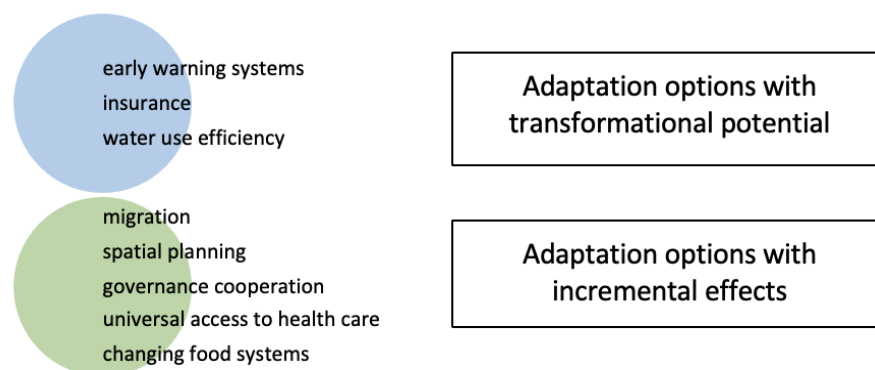 early warning systems
insurance
water use efficiency
Adaptation options with
transformational potential
migration
spatial planning
governance cooperation
universal access to health care
changing food systems
Adaptation options with
incremental effects